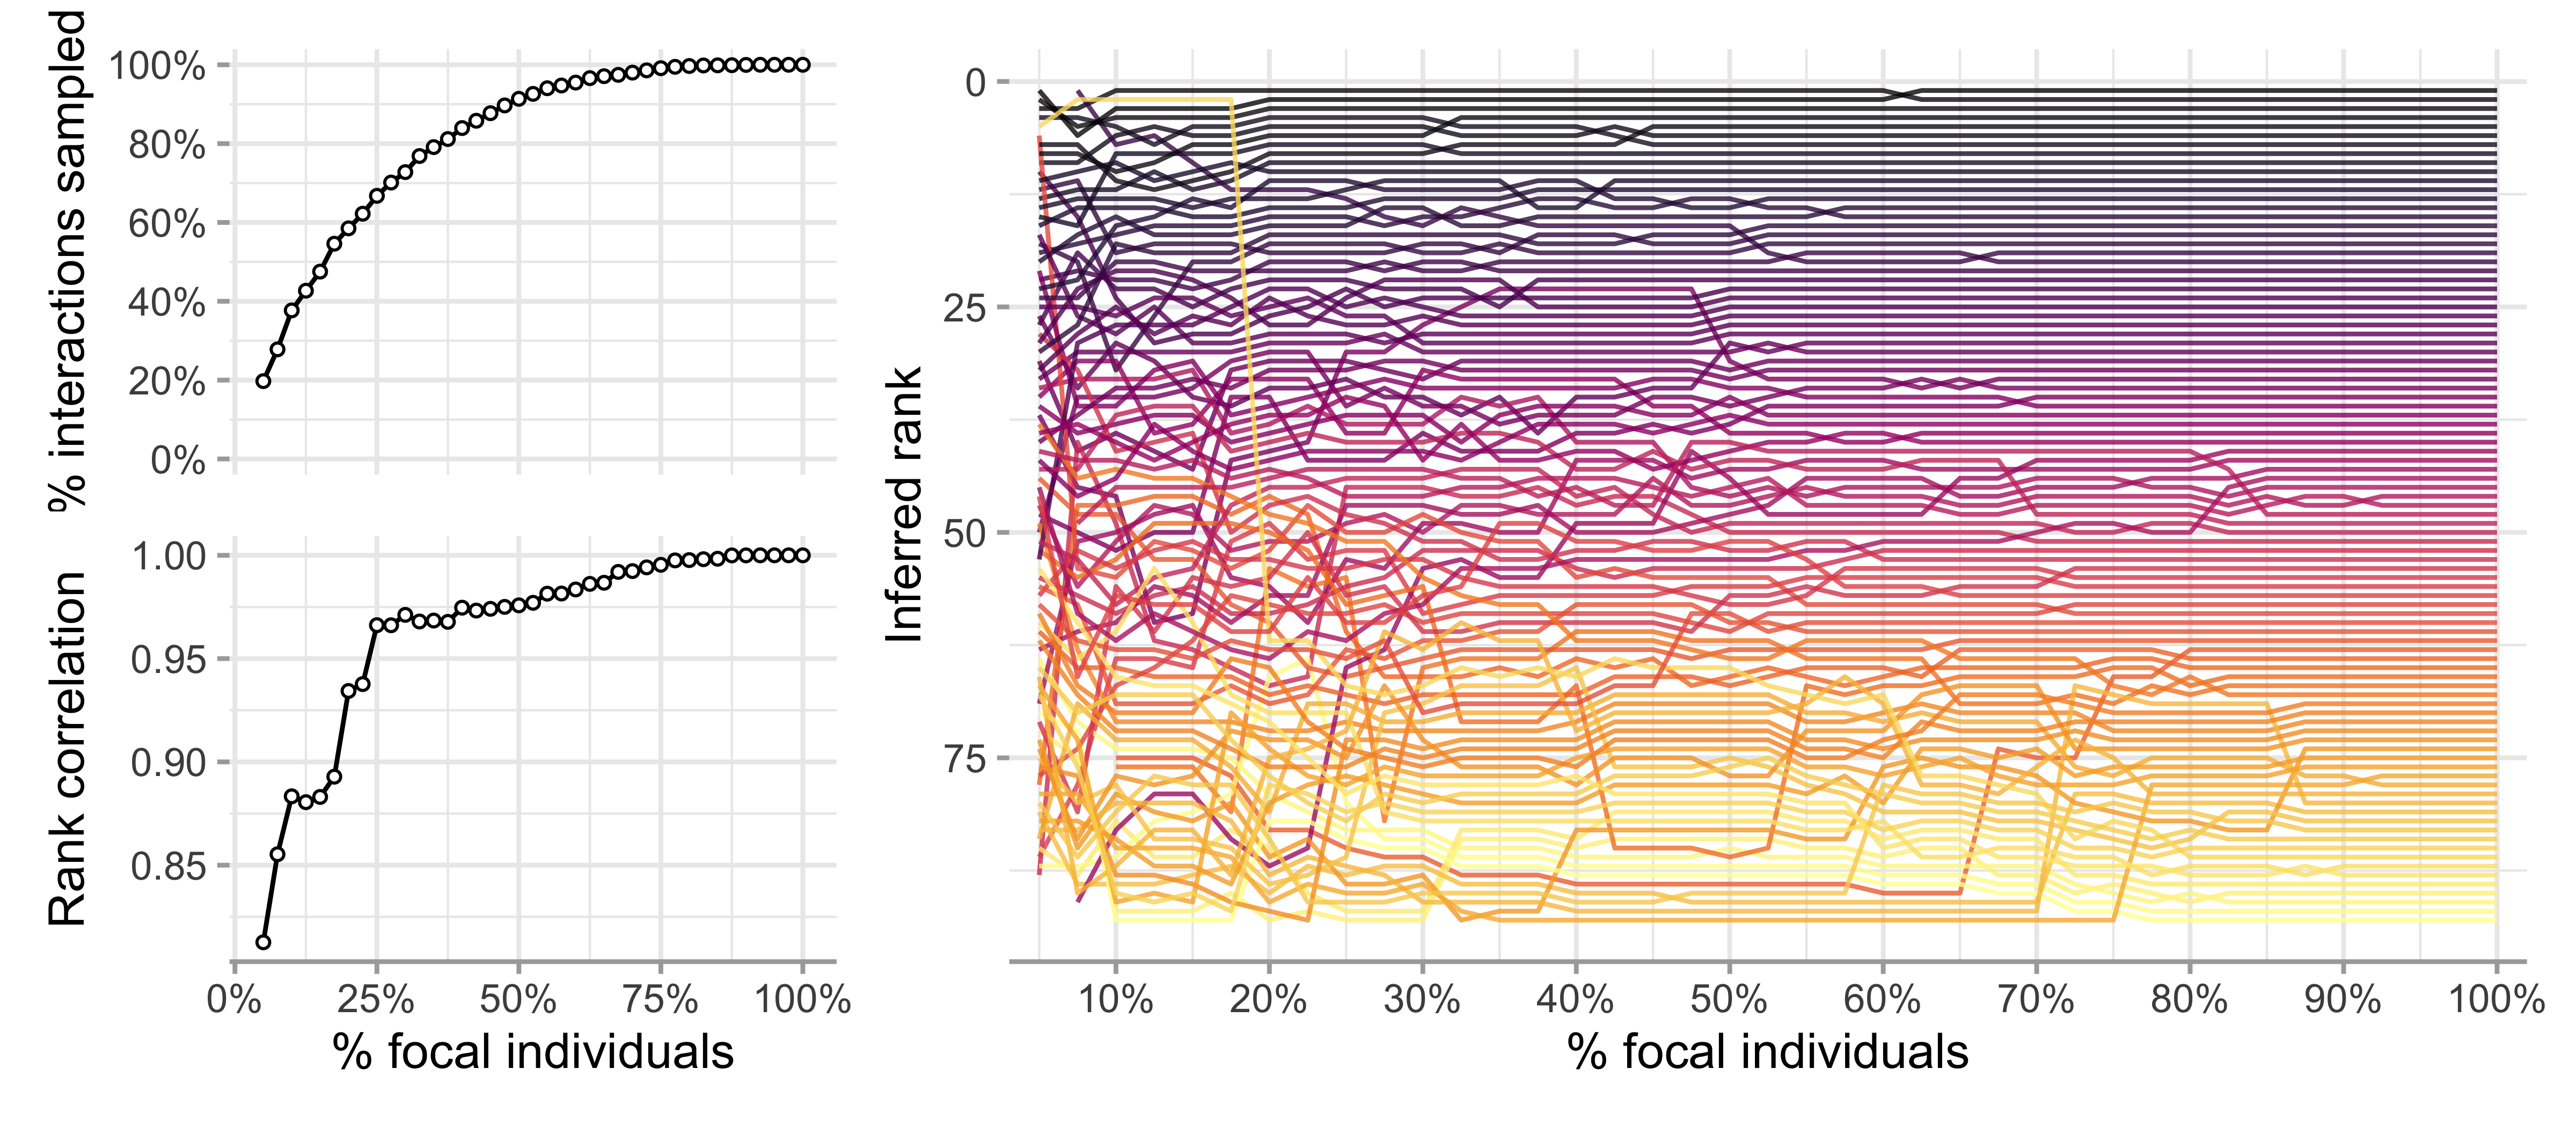 % interactions sampled
100%
80%
60%
40%
20%
0%
Rank correlation
1.00
0.95
0.90
0.85
0% 25% 50% 75% 100%
% focal individuals
Inferred rank
0
25
50
75
10% 20% 30% 40% 50% 60% 70% 80% 90% 100%
% focal individuals